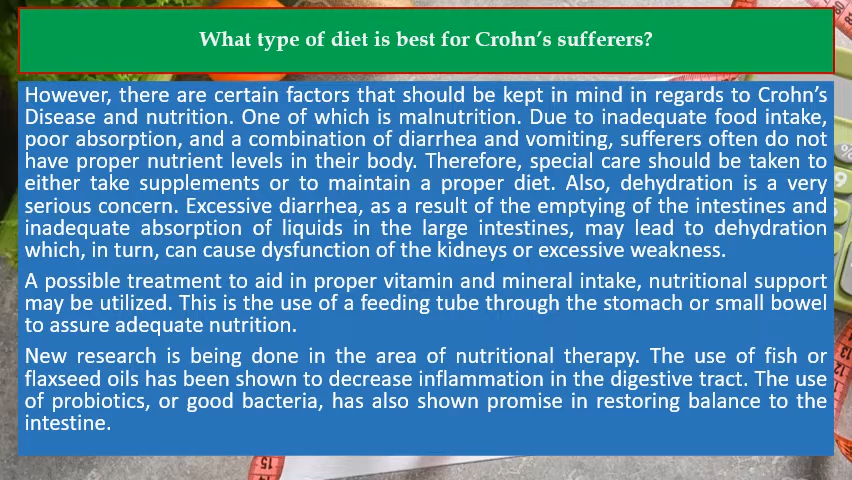 What type of diet is best for Crohn’s sufferers?
However, there are certain factors that should be kept in mind in regards to Crohn’s
Disease and nutrition. One of which is malnutrition. Due to inadequate food intake,
poor absorption, and a combination of diarrhea and vomiting, sufferers often do not
have proper nutrient levels in their body. Therefore, special care should be taken to
either take supplements or to maintain a proper diet. Also, dehydration is a very
serious concern. Excessive diarrhea, as a result of the emptying of the intestines and
inadequate absorption of liquids in the large intestines, may lead to dehydration
which, in turn, can cause dysfunction of the kidneys or excessive weakness.
A possible treatment to aid in proper vitamin and mineral intake, nutritional support
may be utilized. This is the use of a feeding tube through the stomach or small bowel
to assure adequate nutrition.
New research is being done in the area of nutritional therapy. The use of fish or
flaxseed oils has been shown to decrease inflammation in the digestive tract. The use
of probiotics, or good bacteria, has also shown promise in restoring balance to the
intestine.
15